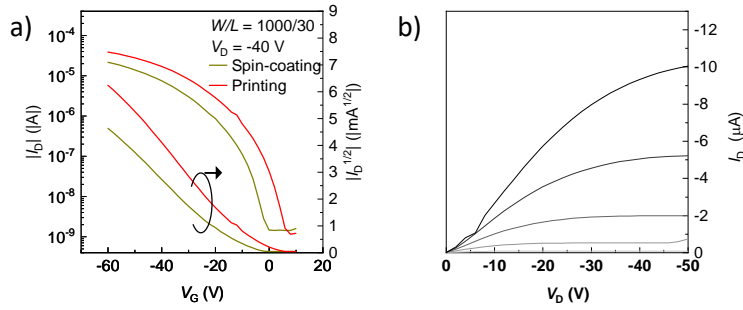 a)
W/L = 1000/30
V_D = -40 V
Spin-coating
Printing
10^-4
10^-5
10^-6
10^-7
10^-8
10^-9
|I_D| (|A|)
-60 -40 -20 0 20
V_G (V)
9
8
7
6
5
4
3
2
1
0
|I_D^1/2| (|mA^1/2|)
b)
-12
-10
-8
-6
-4
-2
0
I_D (μA)
0 -10 -20 -30 -40 -50
V_D (V)